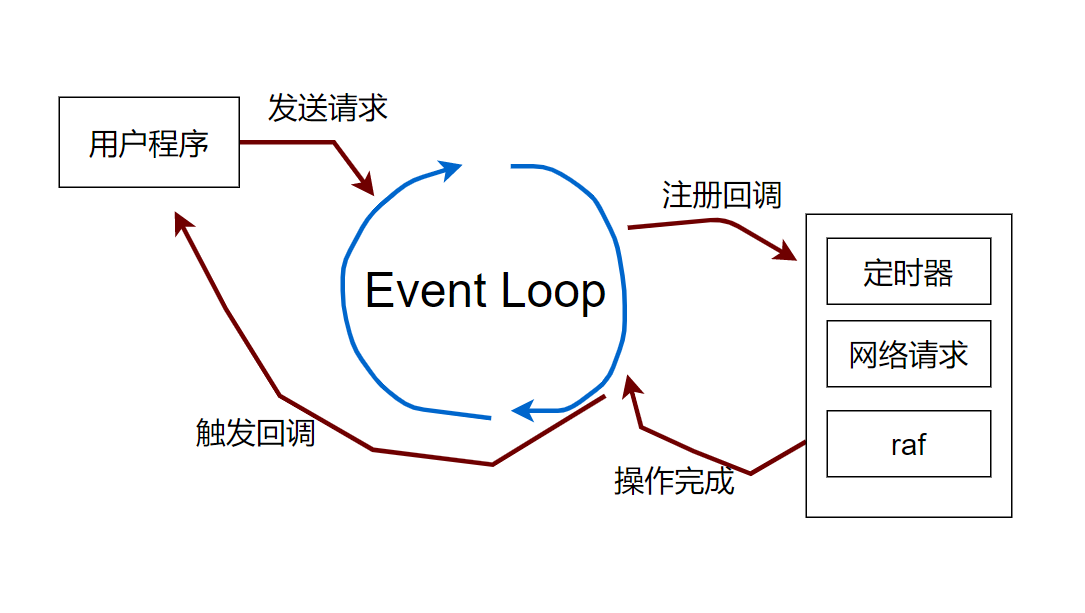 发送请求
用户程序
注册回调
定时器
Event Loop
网络请求
触发回调
raf
操作完成